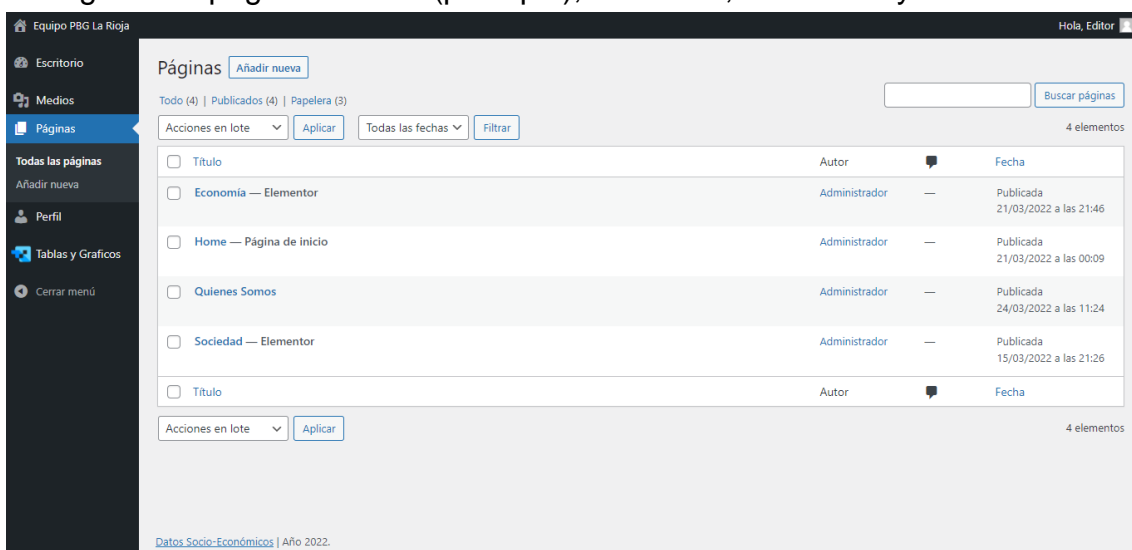 Equipo PBG La Rioja
Hola, Editor
Escritorio
Medios
Páginas
Todas las páginas
Añadir nueva
Perfil
Tablas y Graficos
Cerrar menú
Páginas Añadir nueva
Todo (4) | Publicados (4) | Papelera (3)
Buscar páginas
Acciones en lote Aplicar Todas las fechas Filtrar 4 elementos
Título Autor Fecha
Economía — Elementor Administrador — Publicada
21/03/2022 a las 21:46
Home — Página de inicio Administrador — Publicada
21/03/2022 a las 00:09
Quienes Somos Administrador — Publicada
24/03/2022 a las 11:24
Sociedad — Elementor Administrador — Publicada
15/03/2022 a las 21:26
Título Autor Fecha
Acciones en lote Aplicar 4 elementos
Datos Socio-Económicos | Año 2022.